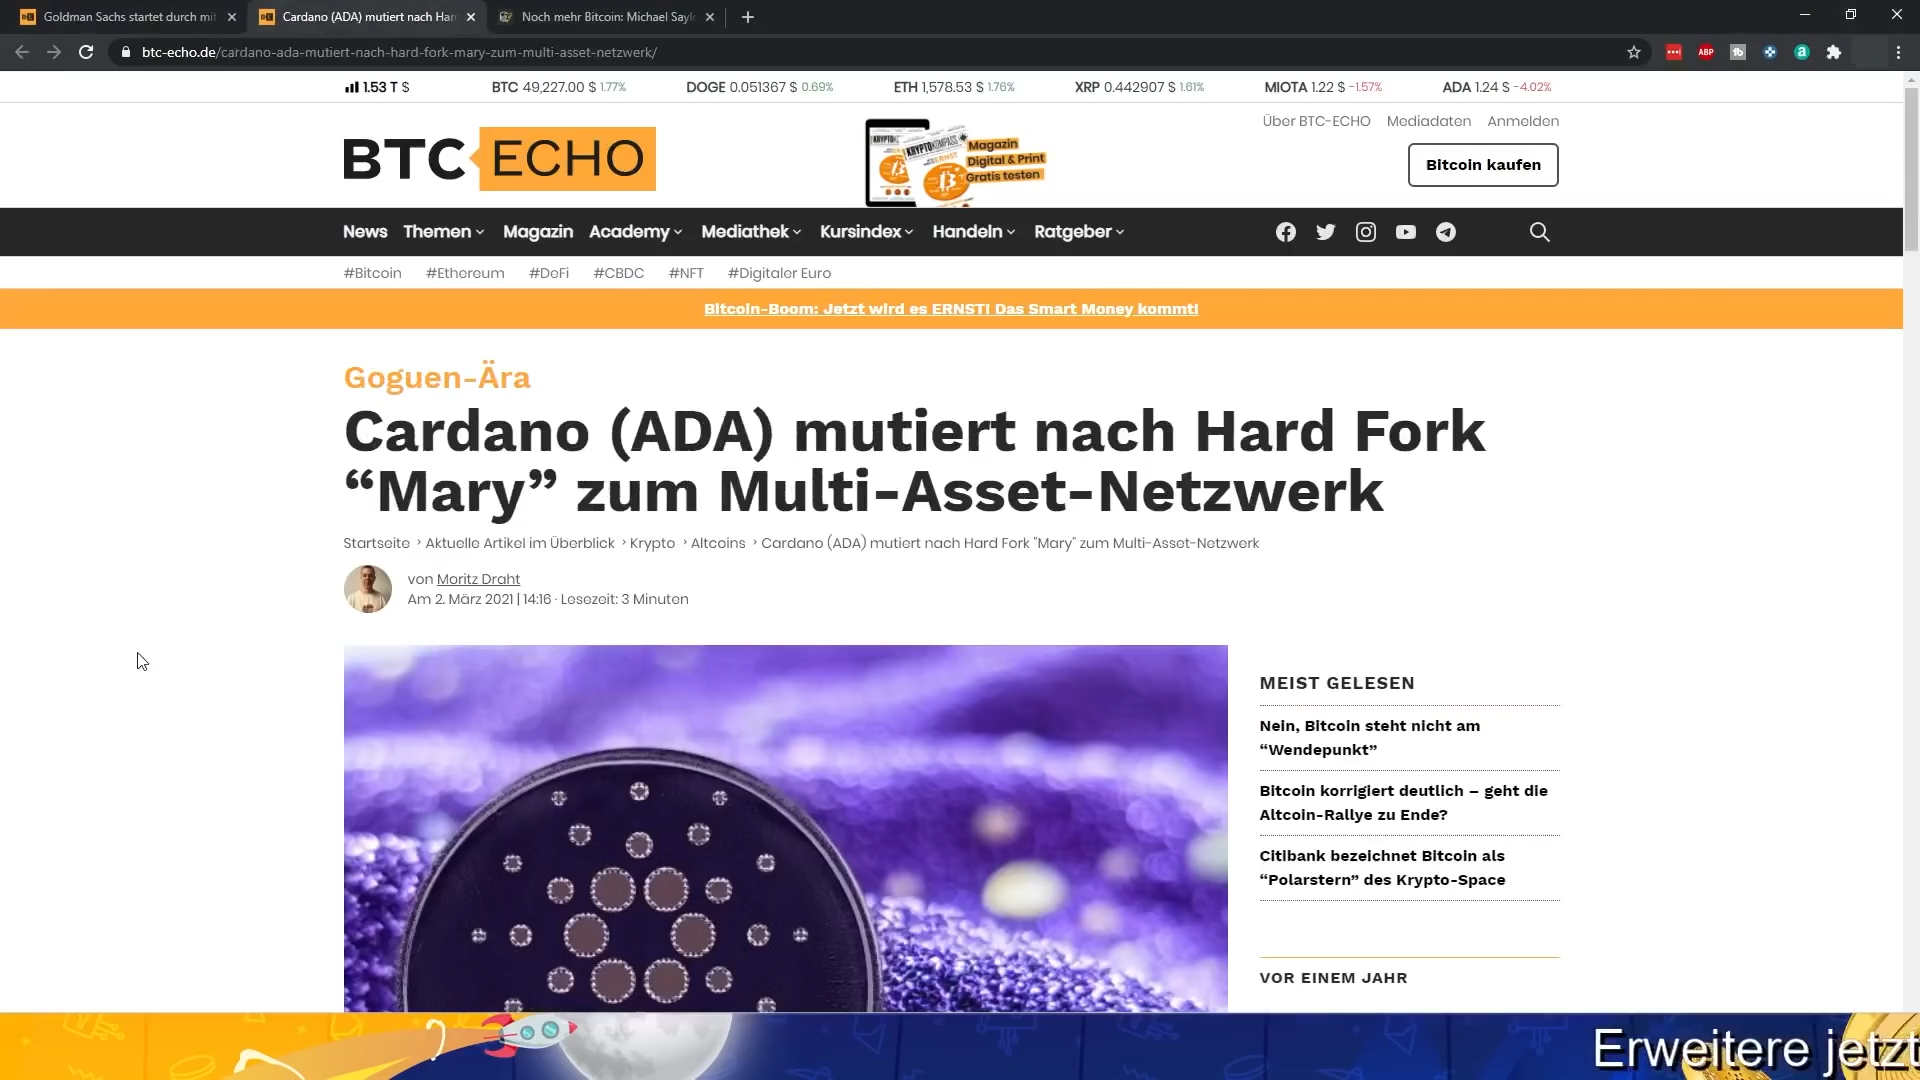 Goldman Sachs startet durch mit
Cardano (ADA) mutiert nach Har
Noch mehr Bitcoin: Michael Sayl
btc-echo.de/cardano-ada-mutiert-nach-hard-fork-mary-zum-multi-asset-netzwerk/
ABP
1.53 T $
BTC 49,227.00 $ 1.77%
DOGE 0.051367 $ 0.69%
ETH 1,578.53 $ 1.76%
XRP 0.442907 $ 1.61%
MIOTA 1.22 $ -1.57%
ADA 1.24 $ -4.02%
Über BTC-ECHO
Mediadaten
Anmelden
BTC ECHO
KRYPTOKOMPASS
Magazin
Digital & Print
Gratis testen
Bitcoin kaufen
News
Themen
Magazin
Academy
Mediathek
Kursindex
Handeln
Ratgeber
#Bitcoin
#Ethereum
#DeFi
#CBDC
#NFT
#Digitaler Euro
Bitcoin-Boom: Jetzt wird es ERNST! Das Smart Money kommt!
Goguen-Ära
Cardano (ADA) mutiert nach Hard Fork
“Mary” zum Multi-Asset-Netzwerk
Startseite › Aktuelle Artikel im Überblick › Krypto › Altcoins › Cardano (ADA) mutiert nach Hard Fork "Mary" zum Multi-Asset-Netzwerk
von Moritz Draht
Am 2. März 2021 | 14:16 · Lesezeit: 3 Minuten
MEIST GELESEN
Nein, Bitcoin steht nicht am
“Wendepunkt”
Bitcoin korrigiert deutlich – geht die
Altcoin-Rallye zu Ende?
Citibank bezeichnet Bitcoin als
“Polarstern” des Krypto-Space
VOR EINEM JAHR
Erweitere jetzt